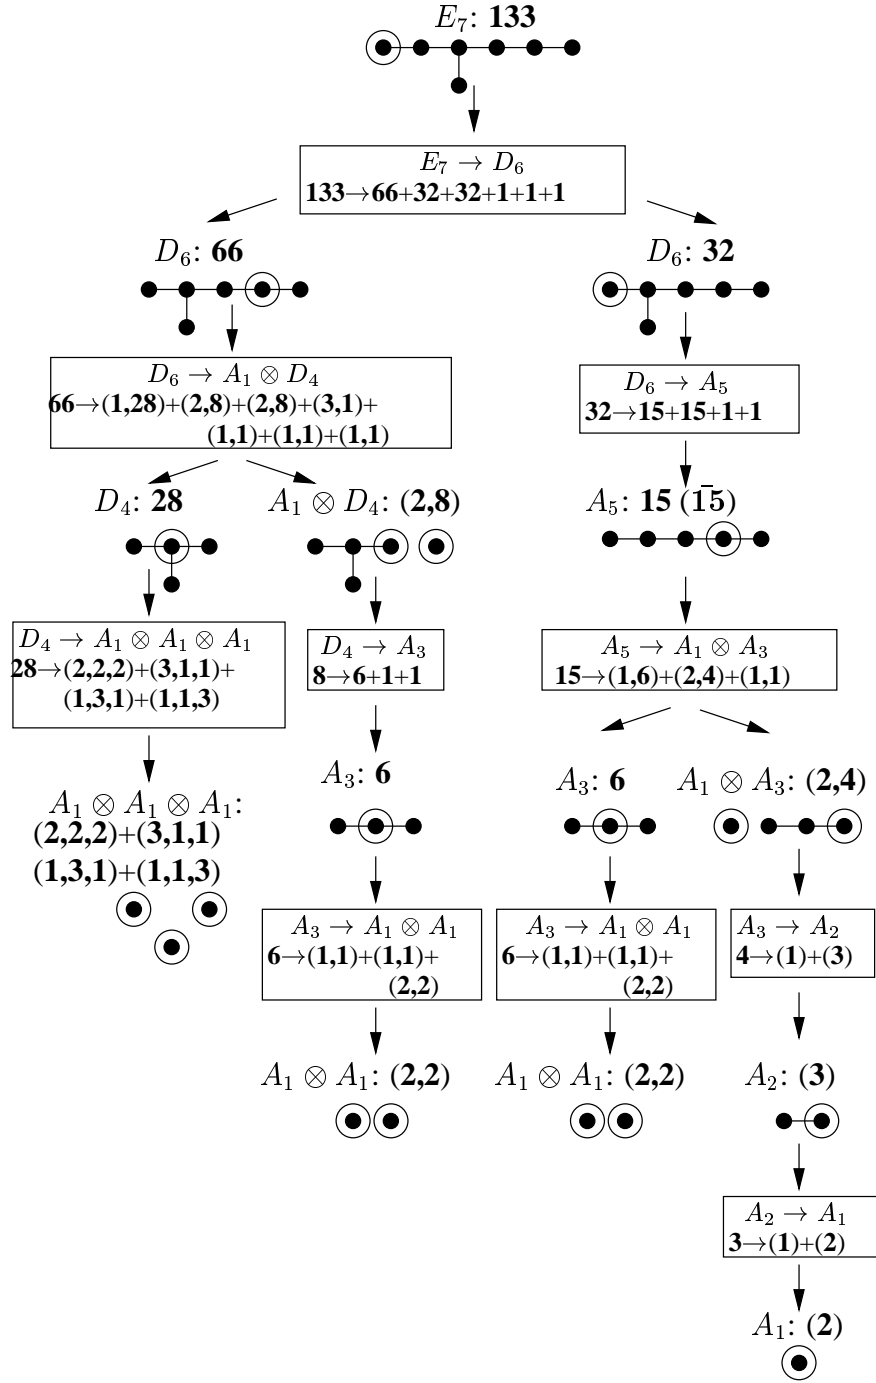 E₇: 133
E₇ → D₆
133→66+32+32+1+1+1
D₆: 66
D₆: 32
D₆ → A₁ ⊗ D₄
66→(1,28)+(2,8)+(2,8)+(3,1)+
(1,1)+(1,1)+(1,1)
D₆ → A₅
32→15+15+1+1
D₄: 28
A₁ ⊗ D₄: (2,8)
A₅: 15 (1̄5)
D₄ → A₁ ⊗ A₁ ⊗ A₁
28→(2,2,2)+(3,1,1)+
(1,3,1)+(1,1,3)
D₄ → A₃
8→6+1+1
A₅ → A₁ ⊗ A₃
15→(1,6)+(2,4)+(1,1)
A₁ ⊗ A₁ ⊗ A₁:
(2,2,2)+(3,1,1)
(1,3,1)+(1,1,3)
A₃: 6
A₃: 6
A₁ ⊗ A₃: (2,4)
A₃ → A₁ ⊗ A₁
6→(1,1)+(1,1)+
(2,2)
A₃ → A₁ ⊗ A₁
6→(1,1)+(1,1)+
(2,2)
A₃ → A₂
4→(1)+(3)
A₁ ⊗ A₁: (2,2)
A₁ ⊗ A₁: (2,2)
A₂: (3)
A₂ → A₁
3→(1)+(2)
A₁: (2)